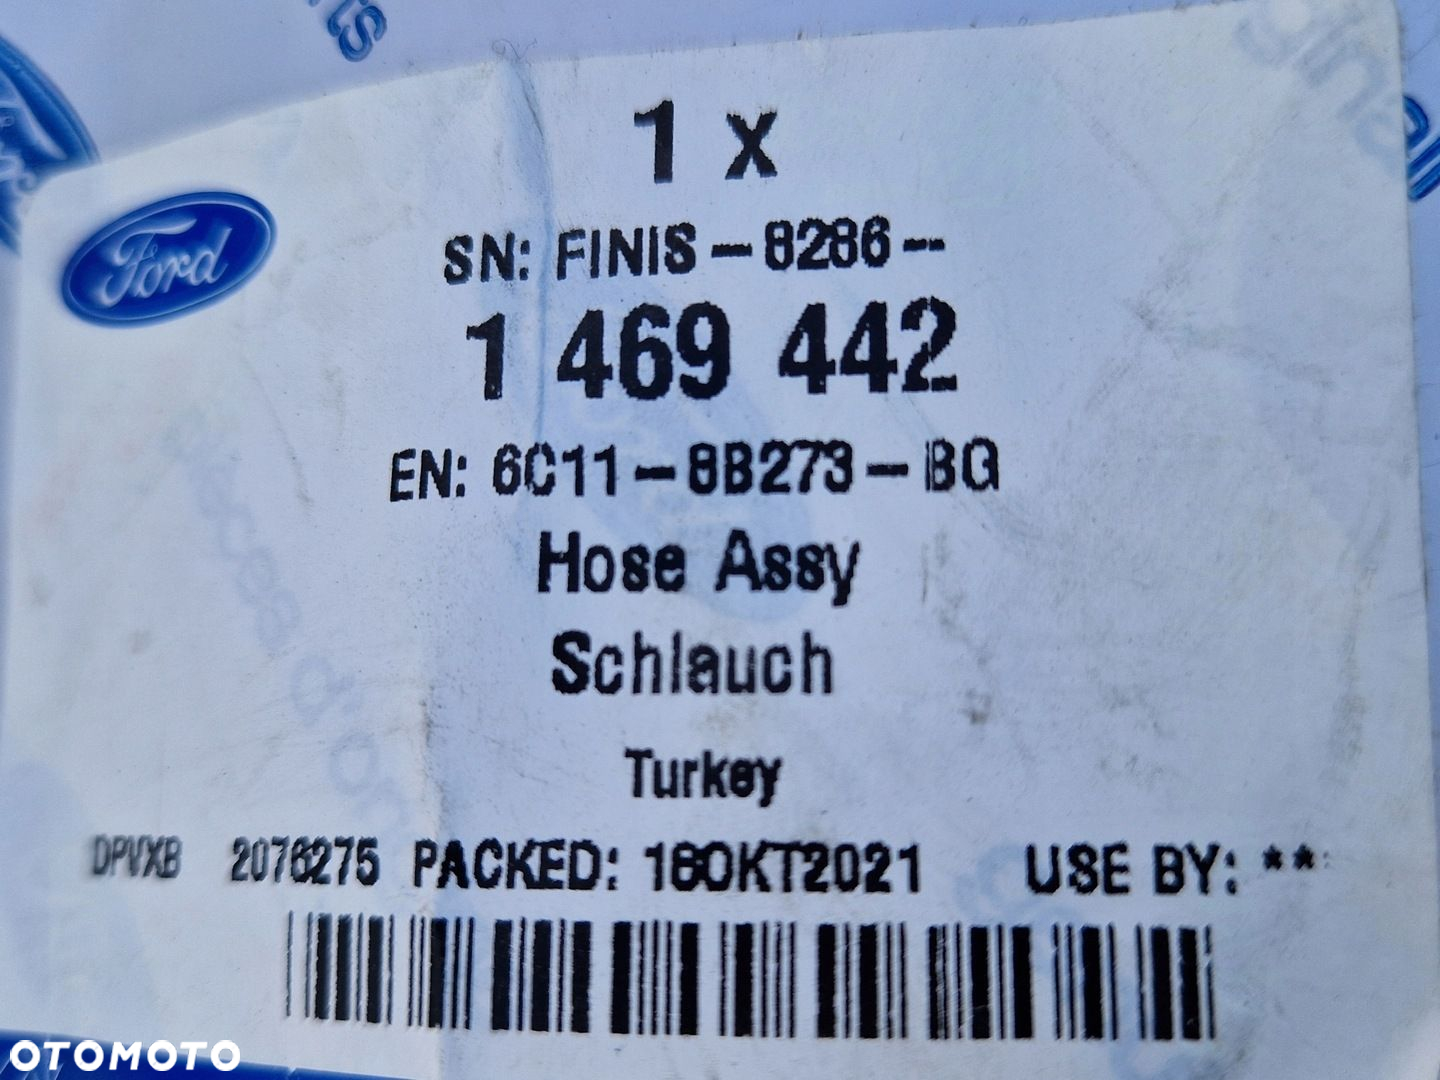 1 x
Ford
SN: FINIS-8286--
1 469 442
EN: 6C11-8B273-BG
Hose Assy
Schlauch
Turkey
DPVXB 2076275 PACKED: 18OKT2021 USE BY: **
OTOMOTO